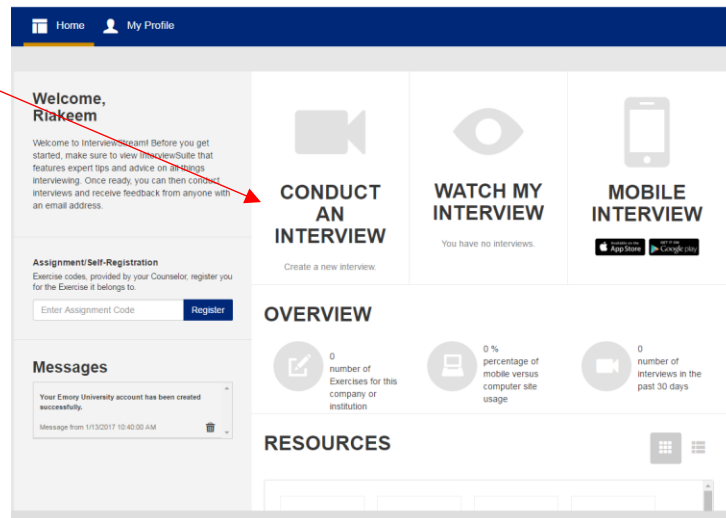 Home
My Profile
Welcome,
Riakeem
Welcome to InterviewStream! Before you get
started, make sure to view InterviewSuite that
features expert tips and advice on all things
interviewing. Once ready, you can then conduct
interviews and receive feedback from anyone with
an email address.
Assignment/Self-Registration
Exercise codes, provided by your Counselor, register you
for the Exercise it belongs to.
Enter Assignment Code
Register
Messages
Your Emory University account has been created
successfully.
Message from 1/13/2017 10:40:00 AM
CONDUCT
AN
INTERVIEW
Create a new interview.
WATCH MY
INTERVIEW
You have no interviews.
MOBILE
INTERVIEW
Available on the
App Store
GET IT ON
Google play
OVERVIEW
0
number of
Exercises for this
company or
institution
0 %
percentage of
mobile versus
computer site
usage
0
number of
interviews in the
past 30 days
RESOURCES